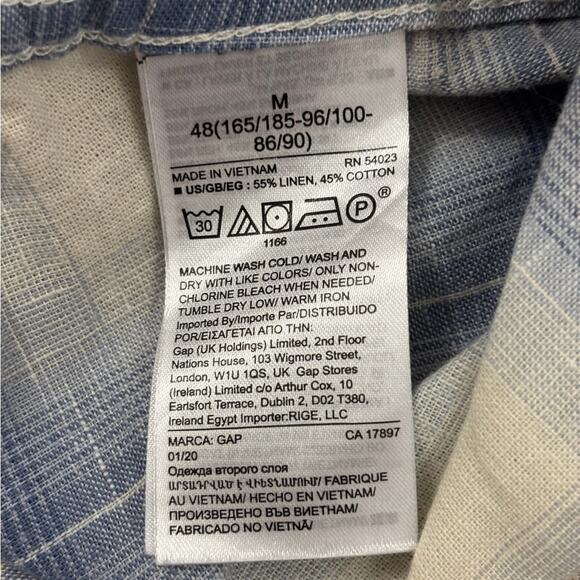 M
48(165/185-96/100-
86/90)
MADE IN VIETNAM RN 54023
■ US/GB/EG : 55% LINEN, 45% COTTON
30 P ®
1166
MACHINE WASH COLD/ WASH AND
DRY WITH LIKE COLORS/ ONLY NON-
CHLORINE BLEACH WHEN NEEDED/
TUMBLE DRY LOW/ WARM IRON
Imported By/Importe Par/DISTRIBUIDO
POR/ΕΙΣΑΓΕΤΑΙ ΑΠΟ ΤΗΝ:
Gap (UK Holdings) Limited, 2nd Floor
Nations House, 103 Wigmore Street,
London, W1U 1QS, UK Gap Stores
(Ireland) Limited c/o Arthur Cox, 10
Earlsfort Terrace, Dublin 2, D02 T380,
Ireland Egypt Importer:RIGE, LLC
MARCA: GAP CA 17897
01/20
Одежда второго слоя
ԱՐՏԱԴՐՎԱԾ Է ՎԻԵՏՆԱՄՈՒՄ/ FABRIQUE
AU VIETNAM/ HECHO EN VIETNAM/
ПРОИЗВЕДЕНО ВЪВ ВИЕТНАМ/
FABRICADO NO VIETNÃ/